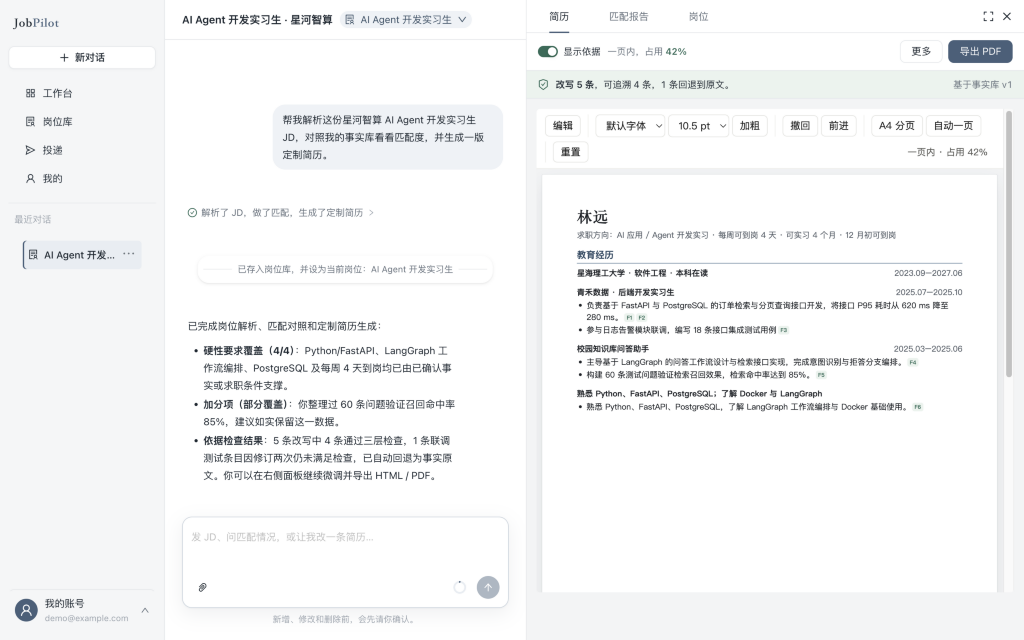 JobPilot
新对话
工作台
岗位库
投递
我的
最近对话
AI Agent 开发...
我的账号
demo@example.com
AI Agent 开发实习生 · 星河智算
AI Agent 开发实习生
帮我解析这份星河智算 AI Agent 开发实习生
JD，对照我的事实库看看匹配度，并生成一版
定制简历。
解析了 JD，做了匹配，生成了定制简历
已存入岗位库，并设为当前岗位：AI Agent 开发实习生
已完成岗位解析、匹配对照和定制简历生成：
• 硬性要求覆盖（4/4）：Python/FastAPI、LangGraph 工
作流编排、PostgreSQL 及每周 4 天到岗均已由已确认事
实或求职条件支撑。
• 加分项（部分覆盖）：你整理过 60 条问题验证召回命中率
85%，建议如实保留这一数据。
• 依据检查结果：5 条改写中 4 条通过三层检查，1 条联调
测试条目因修订两次仍未满足检查，已自动回退为事实原
文。你可以在右侧面板继续微调并导出 HTML / PDF。
发 JD、问匹配情况，或让我改一条简历...
新增、修改和删除前，会先请你确认。
简历
匹配报告
岗位
显示依据
一页内，占用 42%
更多
导出 PDF
改写 5 条，可追溯 4 条，1 条回退到原文。
基于事实库 v1
编辑
默认字体
10.5 pt
加粗
撤回
前进
A4 分页
自动一页
重置
一页内 · 占用 42%
林远
求职方向：AI 应用 / Agent 开发实习 · 每周可到岗 4 天 · 可实习 4 个月 · 12 月初可到岗
教育经历
星海理工大学 · 软件工程 · 本科在读
2023.09—2027.06
青禾数据 · 后端开发实习生
2025.07—2025.10
• 负责基于 FastAPI 与 PostgreSQL 的订单检索与分页查询接口开发，将接口 P95 耗时从 620 ms 降至
280 ms。 F1 F2
• 参与日志告警模块联调，编写 18 条接口集成测试用例 F3
校园知识库问答助手
2025.03—2025.06
• 主导基于 LangGraph 的问答工作流设计与检索接口实现，完成意图识别与拒答分支编排。 F4
• 构建 60 条测试问题验证检索召回效果，检索命中率达到 85%。 F5
熟悉 Python、FastAPI、PostgreSQL；了解 Docker 与 LangGraph
• 熟悉 Python、FastAPI、PostgreSQL，了解 LangGraph 工作流编排与 Docker 基础使用。 F6